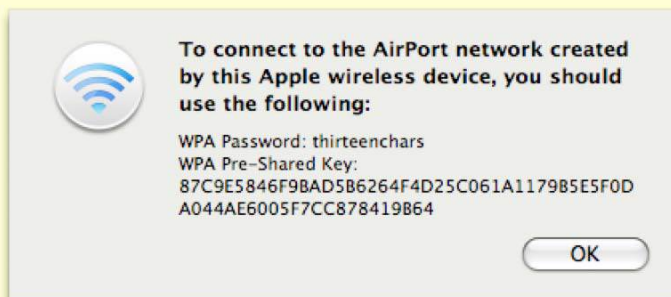 To connect to the AirPort network created
by this Apple wireless device, you should
use the following:
WPA Password: thirteenchars
WPA Pre-Shared Key:
87C9E5846F9BAD5B6264F4D25C061A1179B5E5F0D
A044AE6005F7CC878419B64
OK